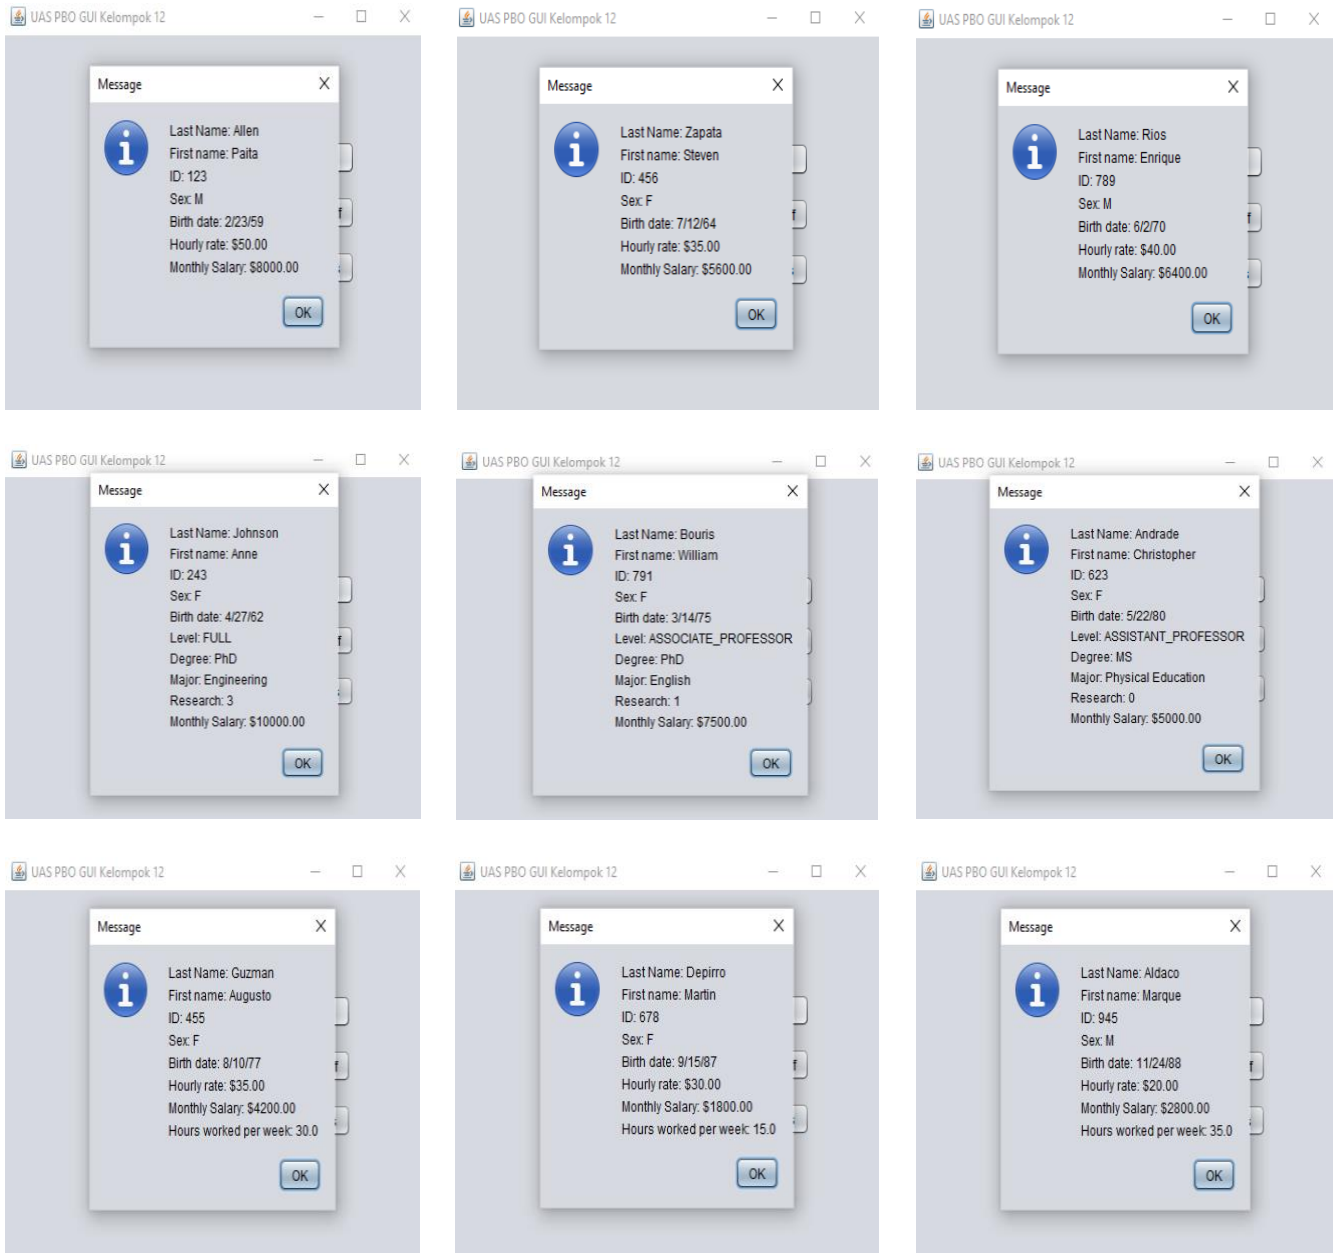 UAS PBO GUI Kelompok 12
Message
Last Name: Allen
First name: Paita
ID: 123
Sex: M
Birth date: 2/23/59
Hourly rate: $50.00
Monthly Salary: $8000.00
f
s
OK
UAS PBO GUI Kelompok 12
Message
Last Name: Zapata
First name: Steven
ID: 456
Sex: F
Birth date: 7/12/64
Hourly rate: $35.00
Monthly Salary: $5600.00
f
OK
UAS PBO GUI Kelompok 12
Message
Last Name: Rios
First name: Enrique
ID: 789
Sex: M
Birth date: 6/2/70
Hourly rate: $40.00
Monthly Salary: $6400.00
f
OK
UAS PBO GUI Kelompok 12
Message
Last Name: Johnson
First name: Anne
ID: 243
Sex: F
Birth date: 4/27/62
Level: FULL
Degree: PhD
Major: Engineering
Research: 3
Monthly Salary: $10000.00
f
OK
UAS PBO GUI Kelompok 12
Message
Last Name: Bouris
First name: William
ID: 791
Sex: F
Birth date: 3/14/75
Level: ASSOCIATE_PROFESSOR
Degree: PhD
Major: English
Research: 1
Monthly Salary: $7500.00
OK
UAS PBO GUI Kelompok 12
Message
Last Name: Andrade
First name: Christopher
ID: 623
Sex: F
Birth date: 5/22/80
Level: ASSISTANT_PROFESSOR
Degree: MS
Major: Physical Education
Research: 0
Monthly Salary: $5000.00
OK
UAS PBO GUI Kelompok 12
Message
Last Name: Guzman
First name: Augusto
ID: 455
Sex: F
Birth date: 8/10/77
Hourly rate: $35.00
Monthly Salary: $4200.00
Hours worked per week: 30.0
f
OK
UAS PBO GUI Kelompok 12
Message
Last Name: Depirro
First name: Martin
ID: 678
Sex: F
Birth date: 9/15/87
Hourly rate: $30.00
Monthly Salary: $1800.00
Hours worked per week: 15.0
f
OK
UAS PBO GUI Kelompok 12
Message
Last Name: Aldaco
First name: Marque
ID: 945
Sex: M
Birth date: 11/24/88
Hourly rate: $20.00
Monthly Salary: $2800.00
Hours worked per week: 35.0
f
OK